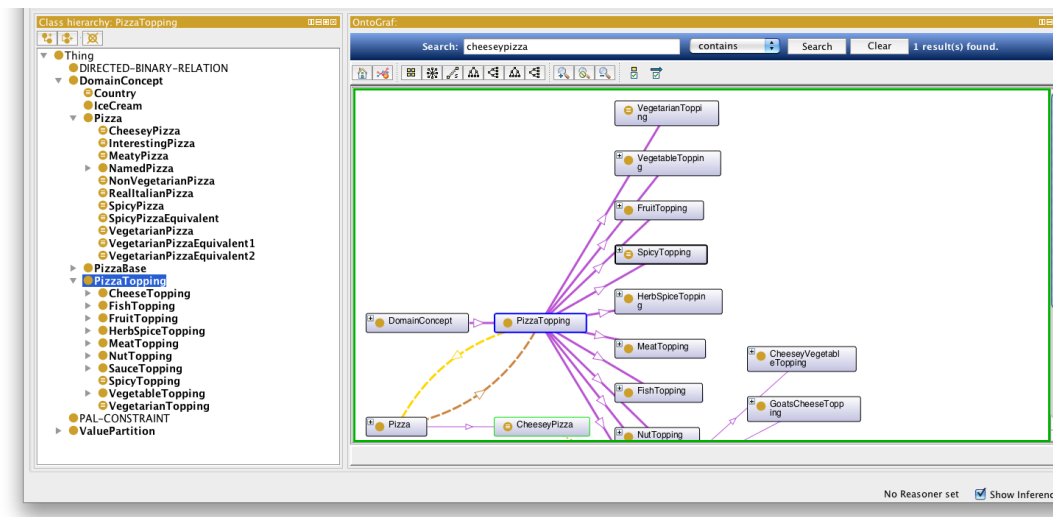 Class hierarchy: PizzaTopping
Thing
DIRECTED-BINARY-RELATION
DomainConcept
Country
IceCream
Pizza
CheeseyPizza
InterestingPizza
MeatyPizza
NamedPizza
NonVegetarianPizza
RealItalianPizza
SpicyPizza
SpicyPizzaEquivalent
VegetarianPizza
VegetarianPizzaEquivalent1
VegetarianPizzaEquivalent2
PizzaBase
PizzaTopping
CheeseTopping
FishTopping
FruitTopping
HerbSpiceTopping
MeatTopping
NutTopping
SauceTopping
SpicyTopping
VegetableTopping
VegetarianTopping
PAL-CONSTRAINT
ValuePartition
OntoGraf:
Search: cheeseypizza contains Search Clear 1 result(s) found.
VegetarianToppi
ng
VegetableToppin
g
FruitTopping
SpicyTopping
HerbSpiceToppin
g
DomainConcept PizzaTopping
MeatTopping
CheeseyVegetabl
eTopping
FishTopping
GoatsCheeseTopp
ing
Pizza CheeseyPizza
NutTopping
No Reasoner set Show Inferenc